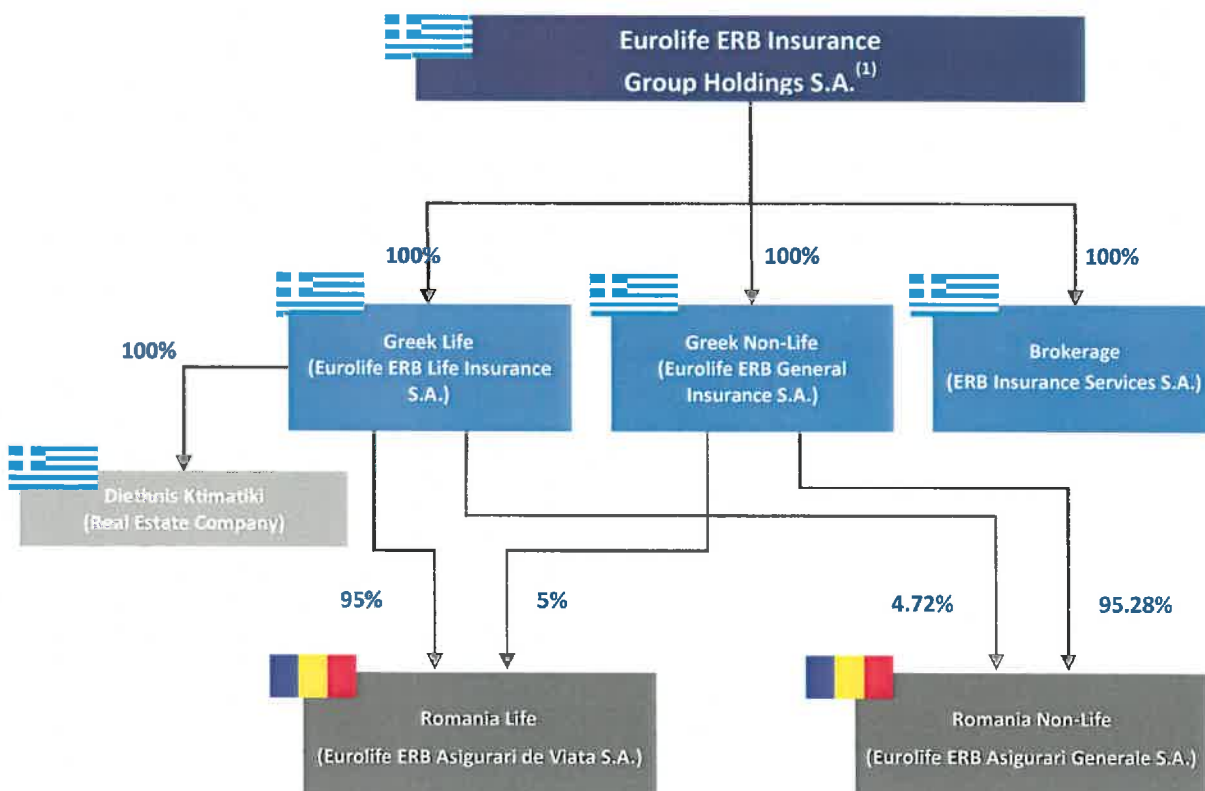 Eurolife ERB Insurance
Group Holdings S.A.(1)
100%
100%
100%
Greek Life
(Eurolife ERB Life Insurance
S.A.)
Greek Non-Life
(Eurolife ERB General
Insurance S.A.)
Brokerage
(ERB Insurance Services S.A.)
100%
Diethnis Ktimatiki
(Real Estate Company)
95%
5%
4.72%
95.28%
Romania Life
(Eurolife ERB Asigurari de Viata S.A.)
Romania Non-Life
(Eurolife ERB Asigurari Generale S.A.)